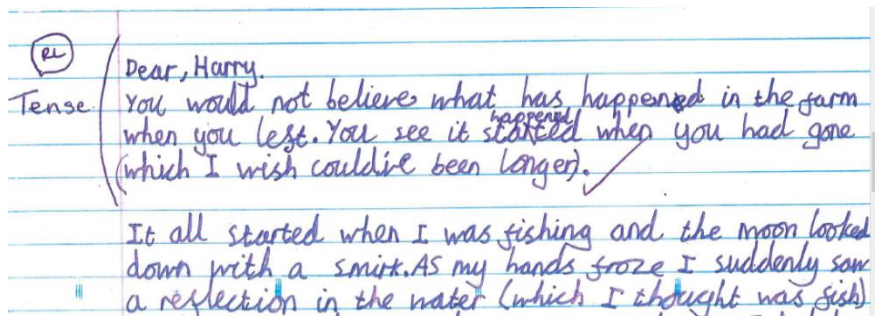 RL
Dear, Harry.
Tense. You would not believe what has happened in the farm
happened
when you left. You see it started when you had gone
(which I wish could've been longer).
It all started when I was fishing and the moon looked
down with a smirk. As my hands froze I suddenly saw
a reflection in the water (which I thought was fish)